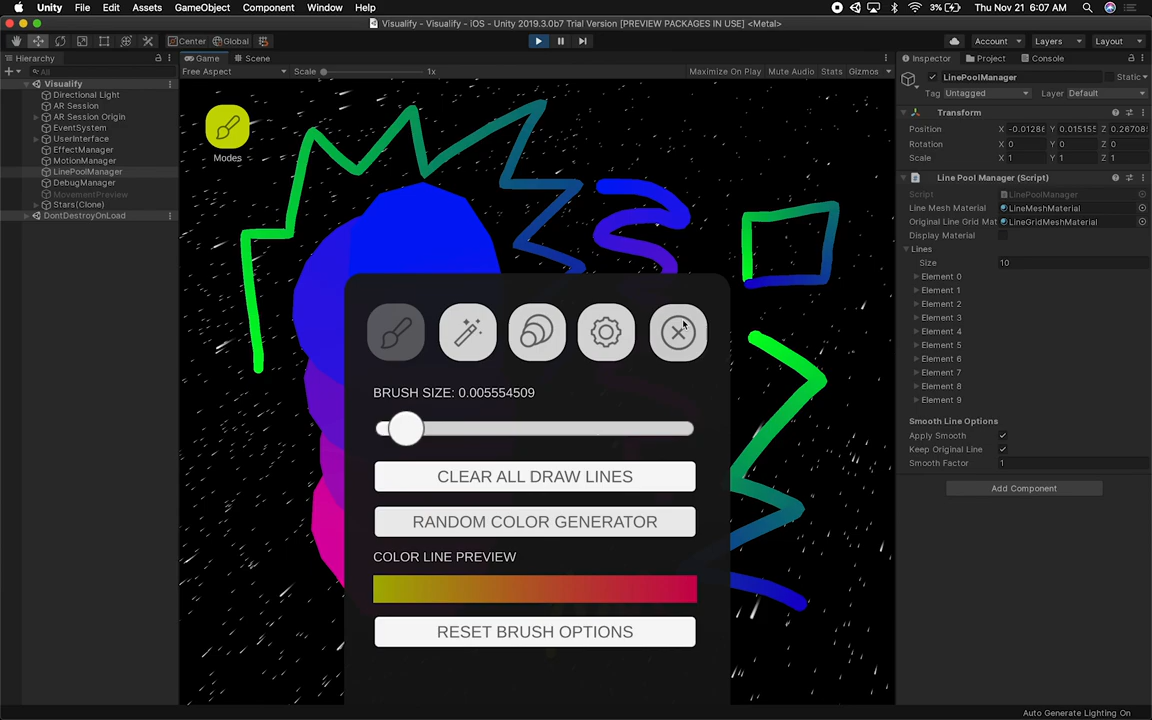 Unity File Edit Assets GameObject Component Window Help 3% Thu Nov 21 6:07 AM
Visualify - Visualify - iOS - Unity 2019.3.0b7 Trial Version [PREVIEW PACKAGES IN USE] <Metal>
Center Global Account Layers Layout
Hierarchy Game Scene Inspector Project Console
All Free Aspect Scale 1x Maximize On Play Mute Audio Stats Gizmos
Visualify
Directional Light
AR Session
AR Session Origin
EventSystem
UserInterface
EffectManager
MotionManager
LinePoolManager
DebugManager
MovementPreview
Stars(Clone)
DontDestroyOnLoad
Modes
BRUSH SIZE: 0.005554509
CLEAR ALL DRAW LINES
RANDOM COLOR GENERATOR
COLOR LINE PREVIEW
RESET BRUSH OPTIONS
LinePoolManager Static
Tag Untagged Layer Default
Transform
Position X -0.01286 Y 0.015155 Z 0.267085
Rotation X 0 Y 0 Z 0
Scale X 1 Y 1 Z 1
Line Pool Manager (Script)
Script LinePoolManager
Line Mesh Material LineMeshMaterial
Original Line Grid Mat LineGridMeshMaterial
Display Material
Lines
Size 10
Element 0
Element 1
Element 2
Element 3
Element 4
Element 5
Element 6
Element 7
Element 8
Element 9
Smooth Line Options
Apply Smooth
Keep Original Line
Smooth Factor 1
Add Component
Auto Generate Lighting On